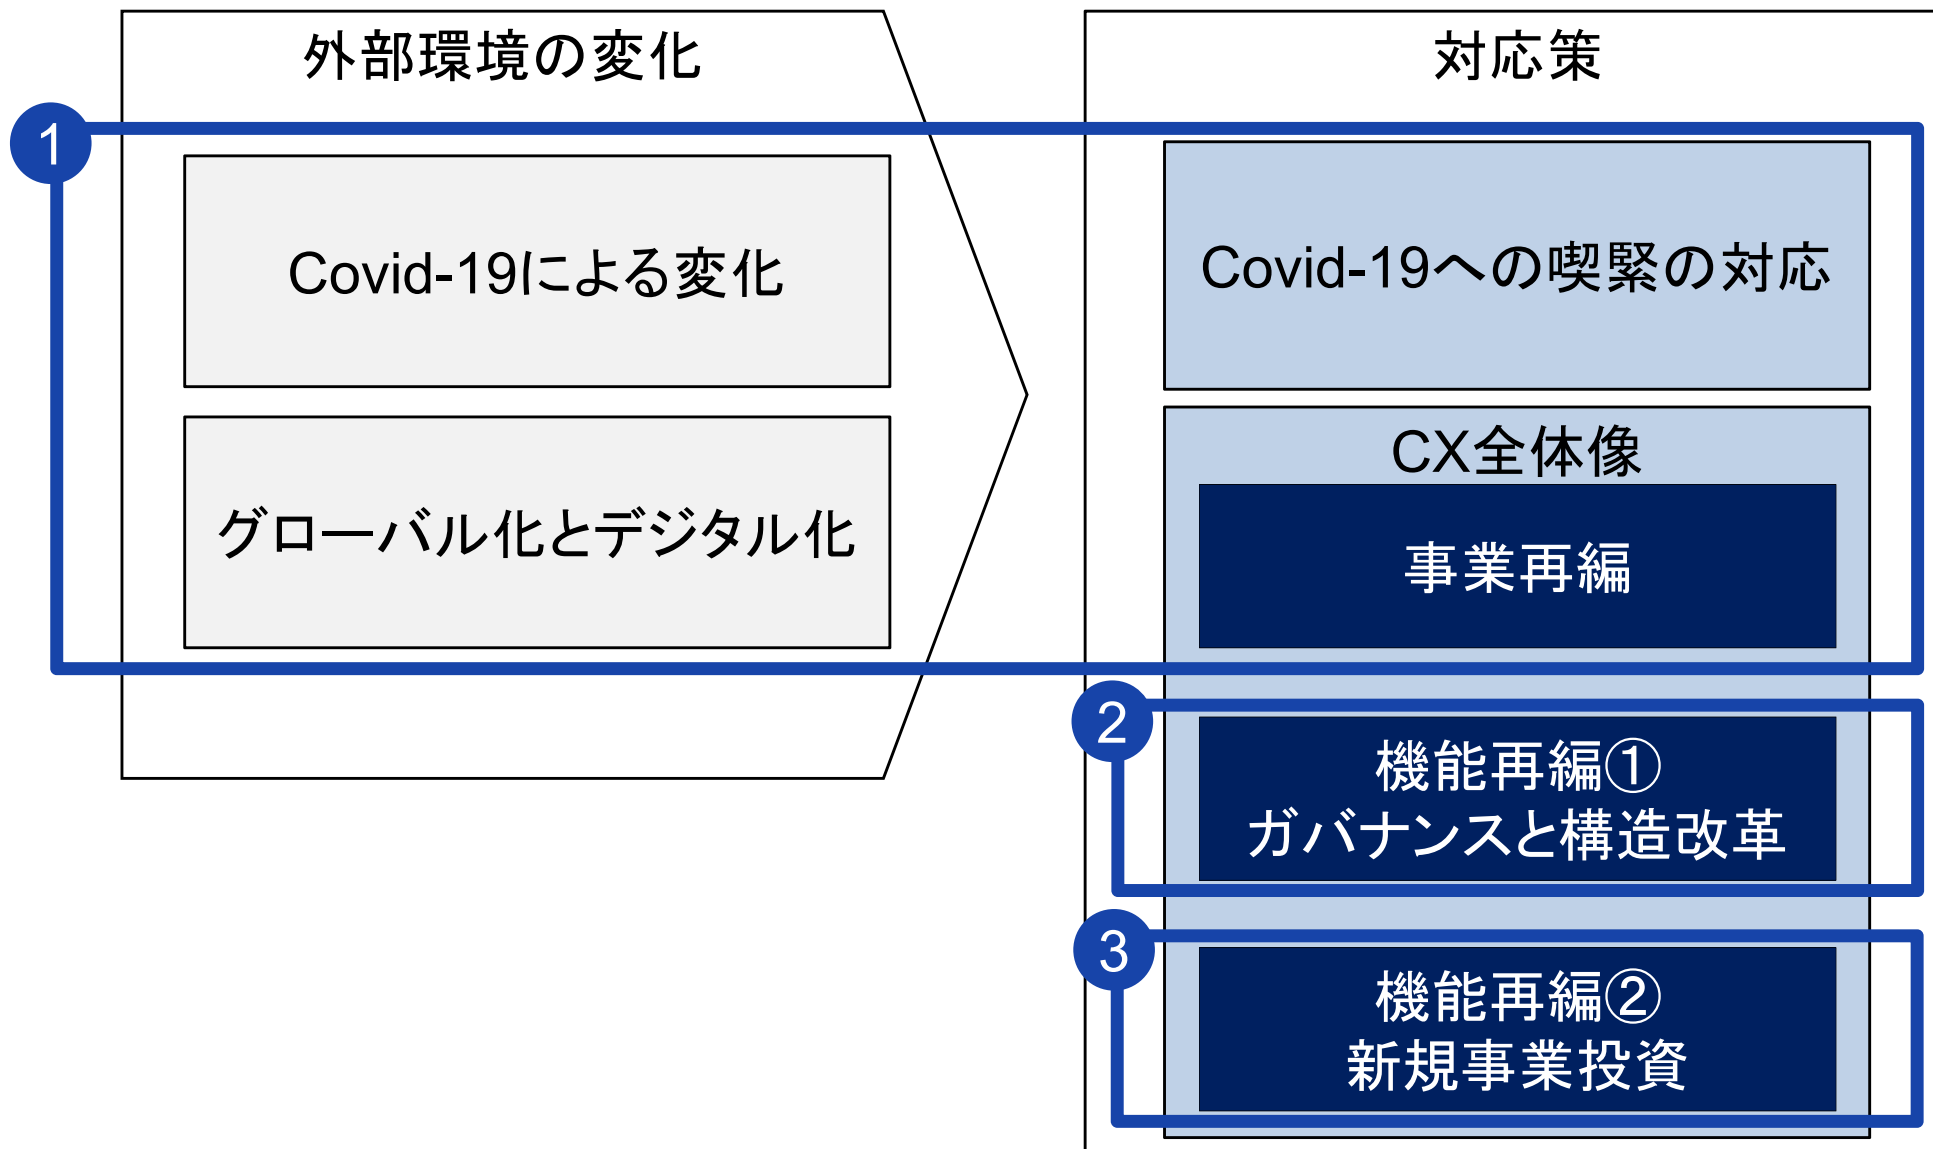 外部環境の変化
対応策
1
Covid-19による変化
Covid-19への喫緊の対応
グローバル化とデジタル化
CX全体像
事業再編
2
機能再編①
ガバナンスと構造改革
3
機能再編②
新規事業投資